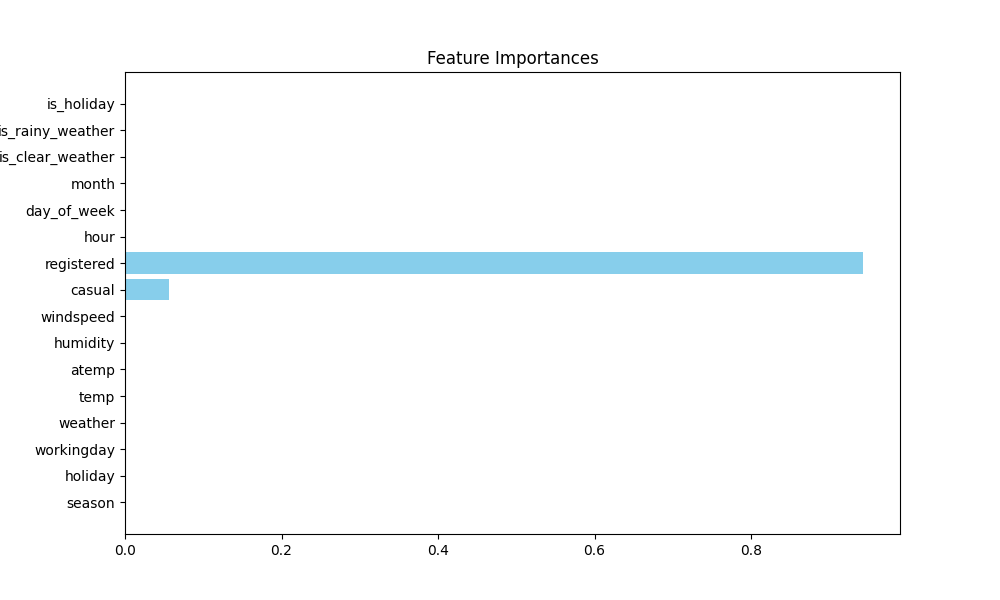 Feature Importances
is_holiday
is_rainy_weather
is_clear_weather
month
day_of_week
hour
registered
casual
windspeed
humidity
atemp
temp
weather
workingday
holiday
season
0.0 0.2 0.4 0.6 0.8